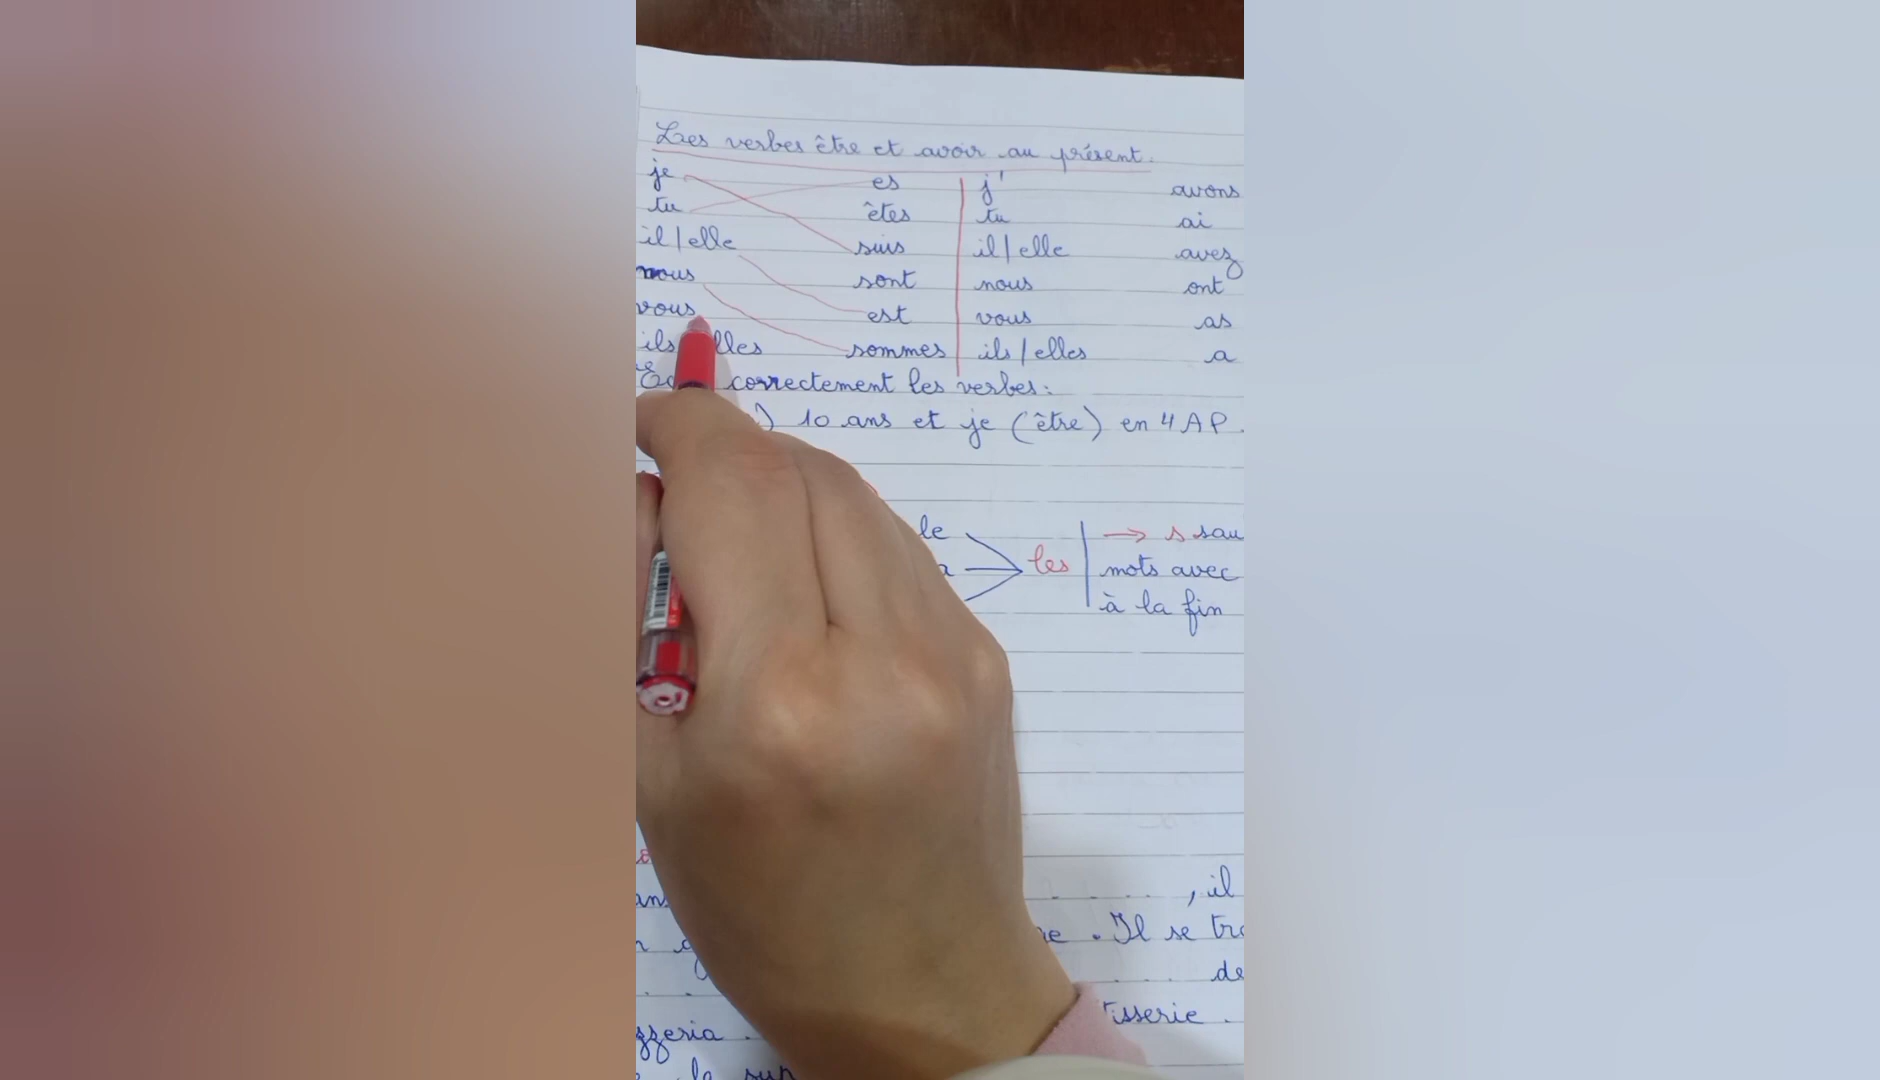 Les verbes être et avoir au présent.
je es j' avons
tu êtes tu ai
il/elle suis il/elle avez
nous sont nous ont
vous est vous as
ils lles sommes ils/elles a
correctement les verbes:
) 10 ans et je (être) en 4 AP.
le → s sau
les mots avec
à la fin
, il
. Il se
de
tisserie.
zzeria.
la